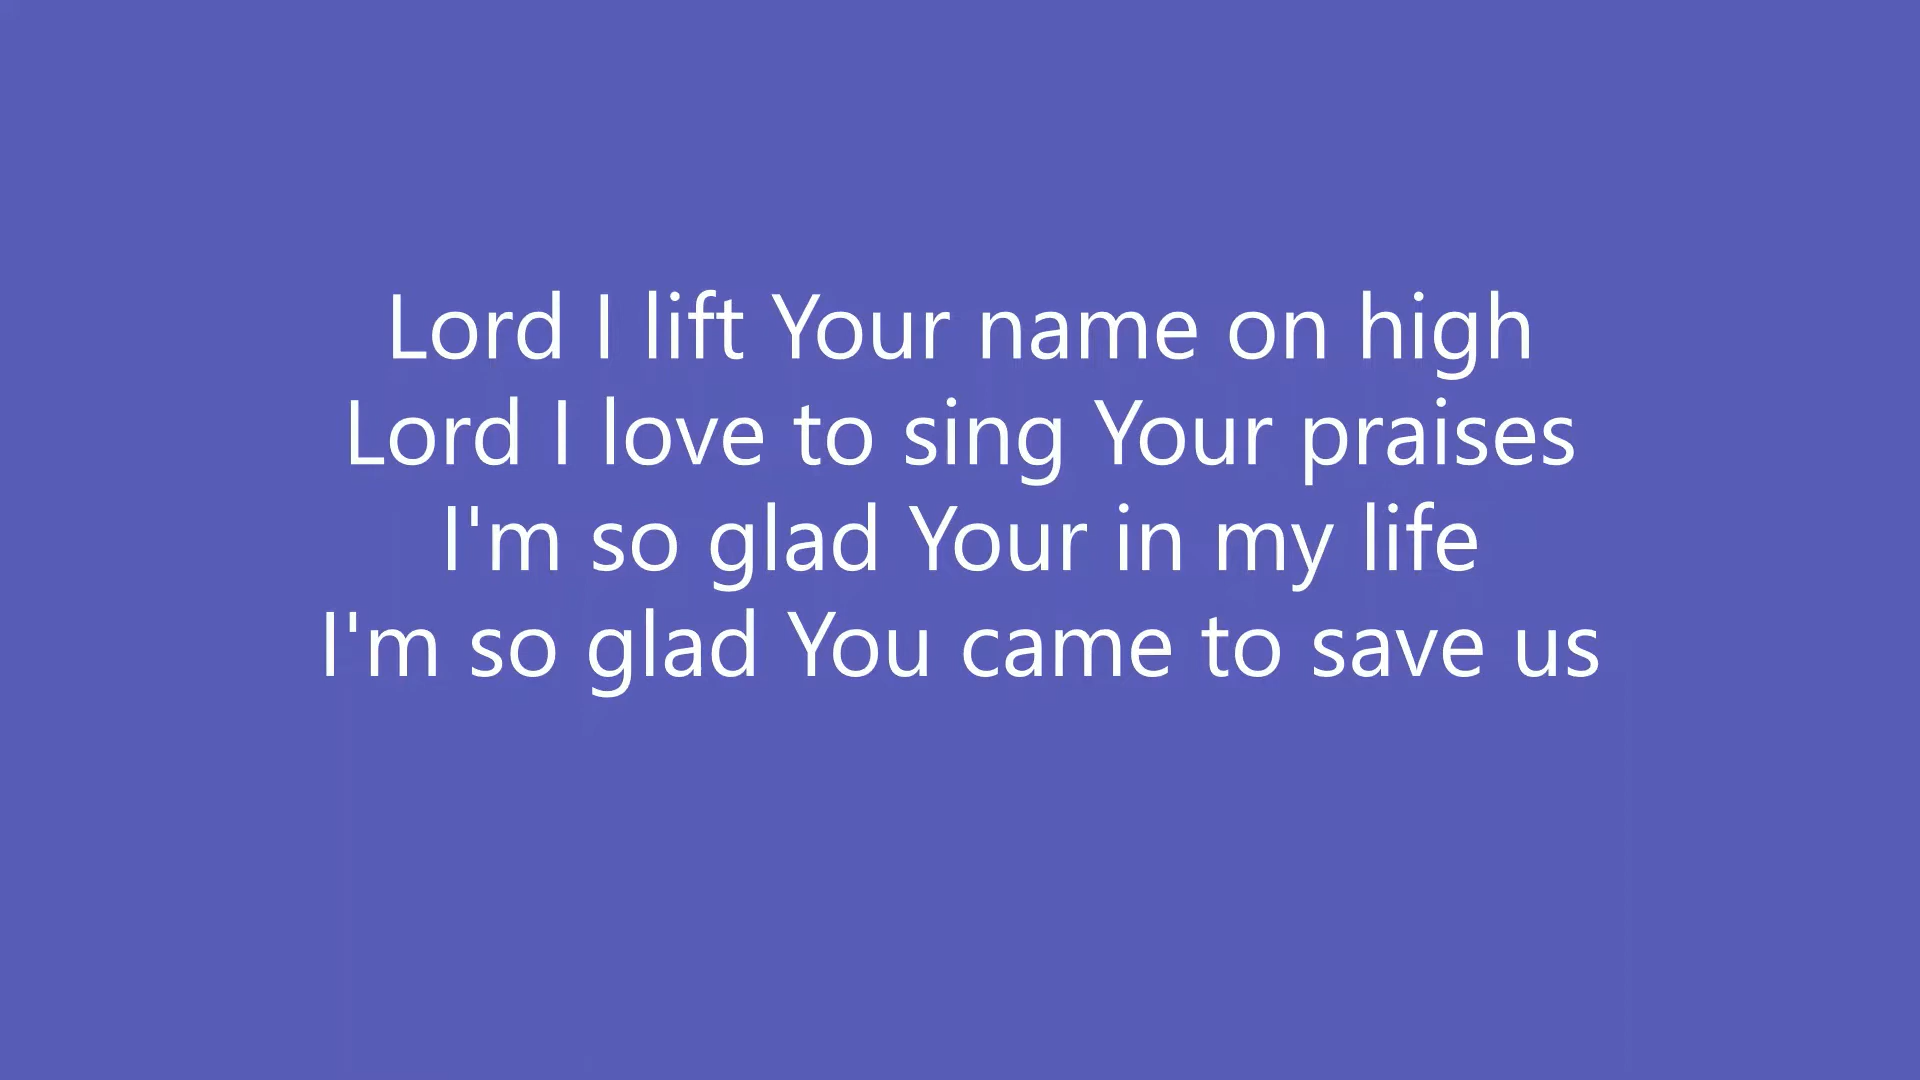 Lord I lift Your name on high
Lord I love to sing Your praises
I'm so glad Your in my life
I'm so glad You came to save us